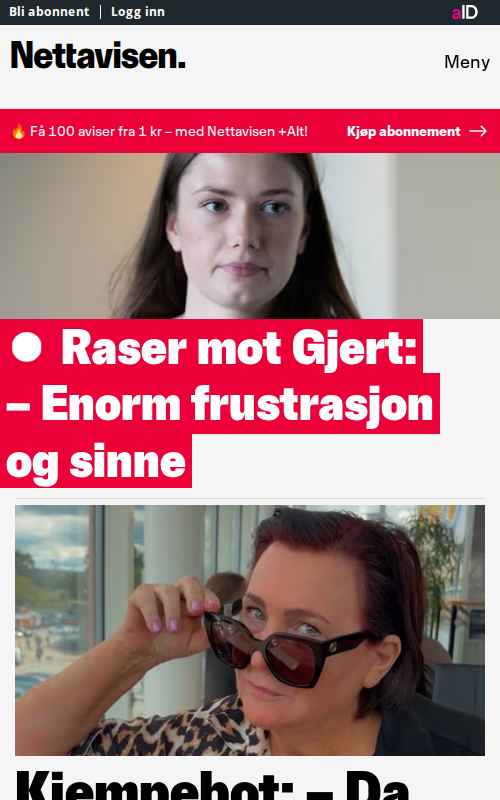 Bli abonnent | Logg inn
aID
Nettavisen.
Meny
🔥 Få 100 aviser fra 1 kr – med Nettavisen +Alt!
Kjøp abonnement →
Raser mot Gjert:
– Enorm frustrasjon
og sinne
Kjempehot: – Da